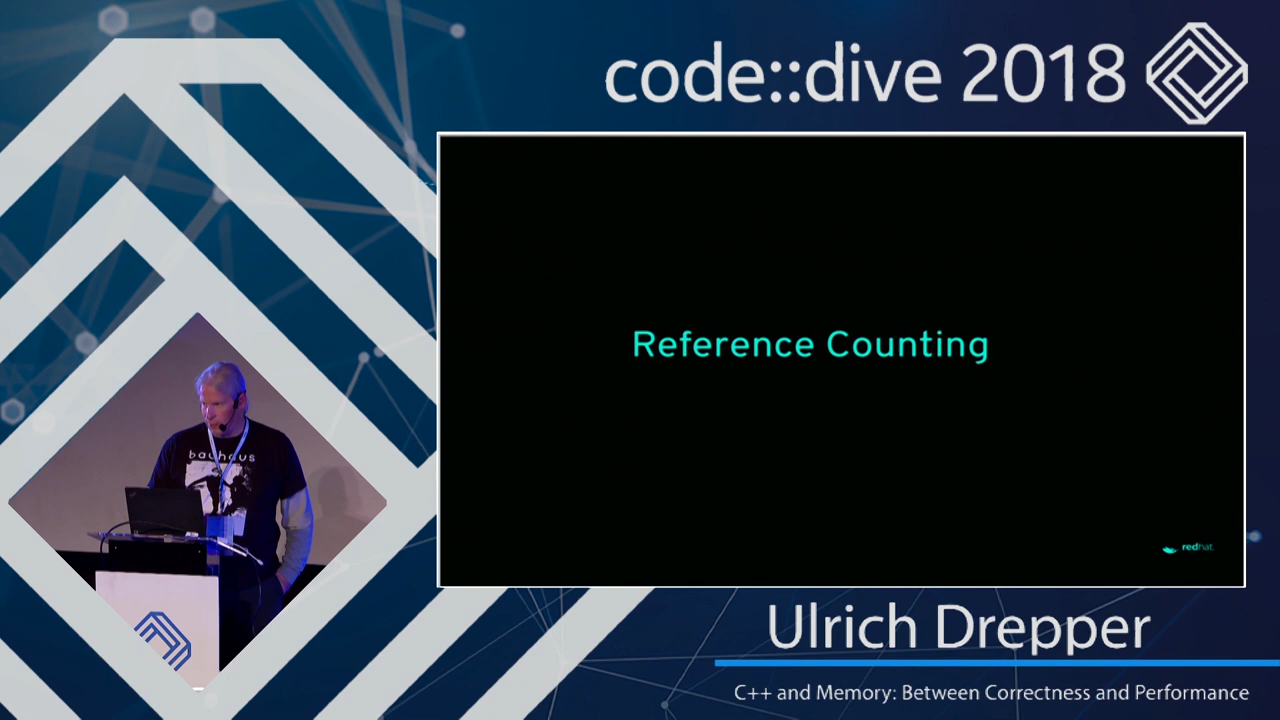 code::dive 2018
Reference Counting
redhat.
bauhaus
Ulrich Drepper
C++ and Memory: Between Correctness and Performance